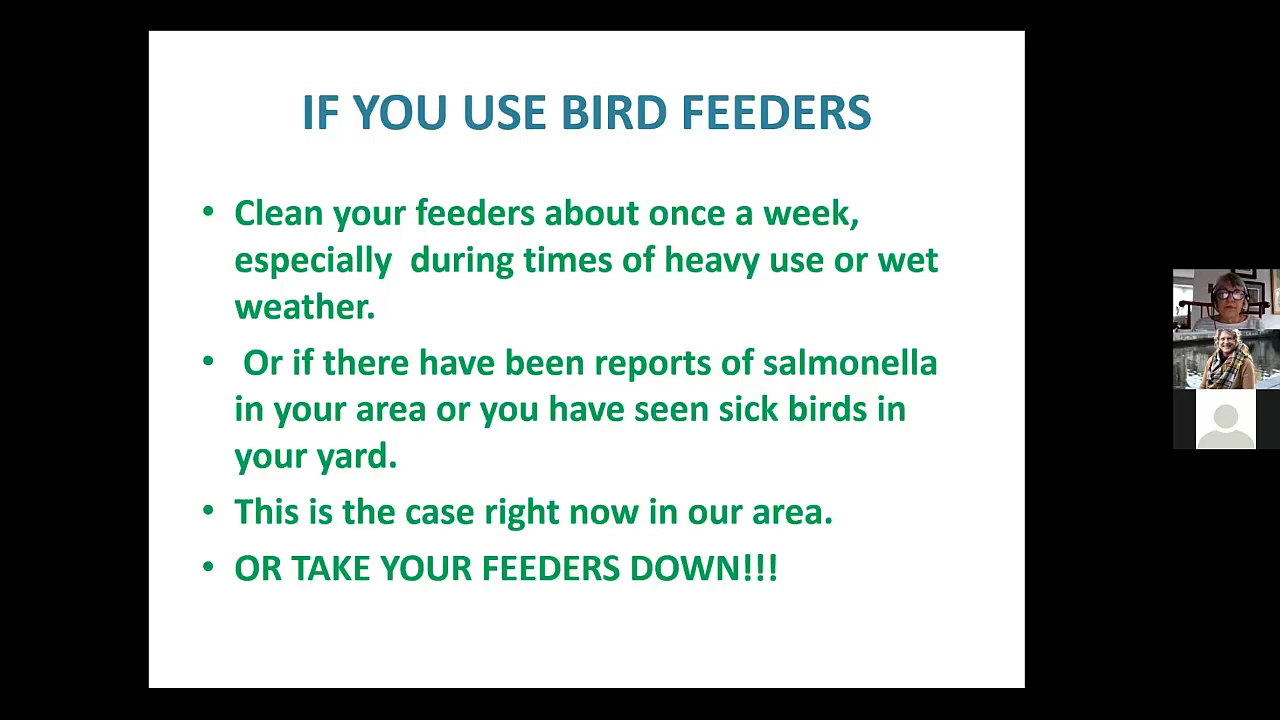 IF YOU USE BIRD FEEDERS
• Clean your feeders about once a week,
especially  during times of heavy use or wet
weather.
•  Or if there have been reports of salmonella
in your area or you have seen sick birds in
your yard.
• This is the case right now in our area.
• OR TAKE YOUR FEEDERS DOWN!!!